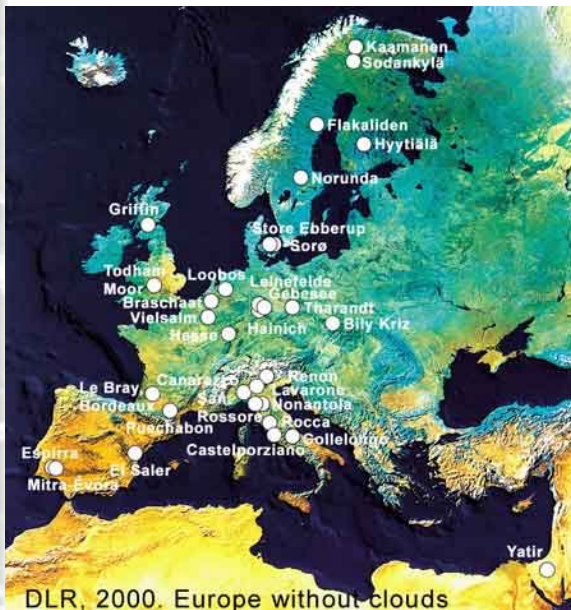 Kaamanen
Sodankylä
Flakaliden
Hyytiälä
Norunda
Griffin
Store Ebberup
Sorø
Todham
Moor
Loobos
Leinefelde
Braschaat
Gebesee
Tharandt
Vielsalm
Hainich
Bily Kriz
Hesse
Le Bray,
Bordeaux
Canarazzo
Renon
Lavarone
San
Rossore
Nonantola
Puechabon
Rocca
Collelongo
Castelporziano
Espirra
Mitra-Evora
El Saler
Yatir
DLR, 2000. Europe without clouds